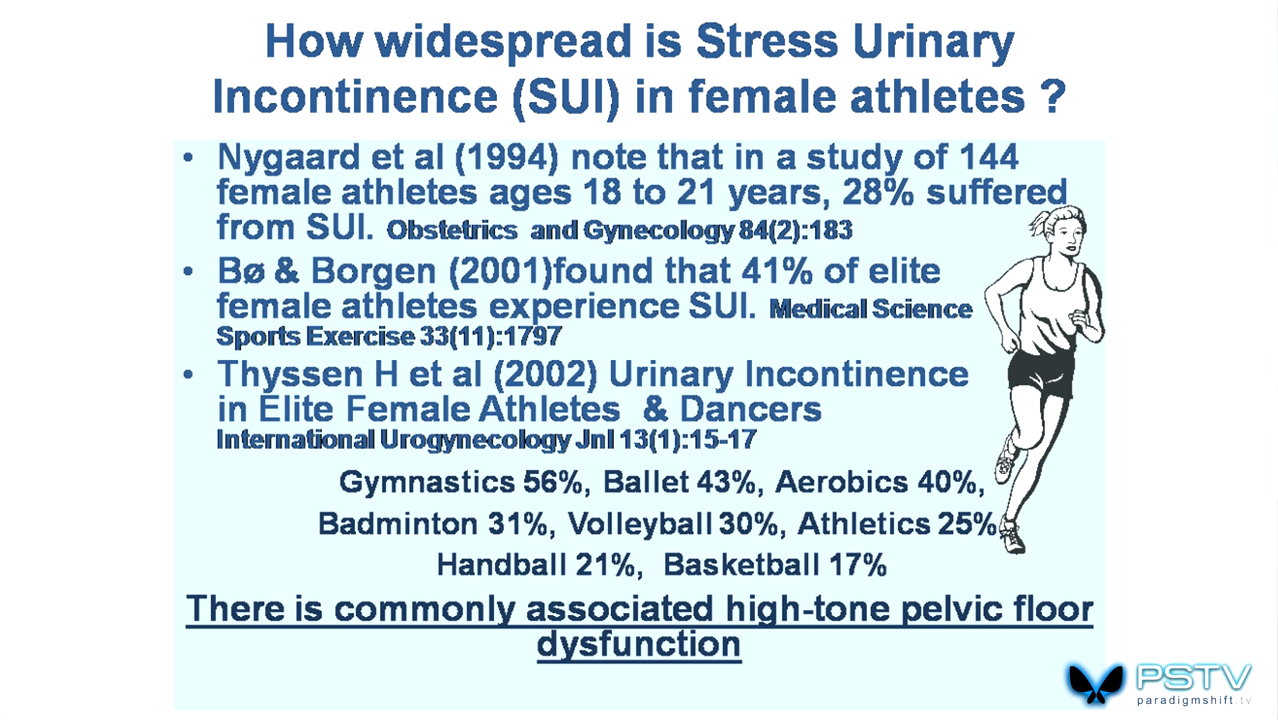 How widespread is Stress Urinary
Incontinence (SUI) in female athletes ?
• Nygaard et al (1994) note that in a study of 144
female athletes ages 18 to 21 years, 28% suffered
from SUI. Obstetrics and Gynecology 84(2):183
• Bø & Borgen (2001)found that 41% of elite
female athletes experience SUI. Medical Science
Sports Exercise 33(11):1797
• Thyssen H et al (2002) Urinary Incontinence
in Elite Female Athletes & Dancers
International Urogynecology Jnl 13(1):15-17
Gymnastics 56%, Ballet 43%, Aerobics 40%,
Badminton 31%, Volleyball 30%, Athletics 25%,
Handball 21%, Basketball 17%
There is commonly associated high-tone pelvic floor
dysfunction
PSTV
paradigmshift.tv